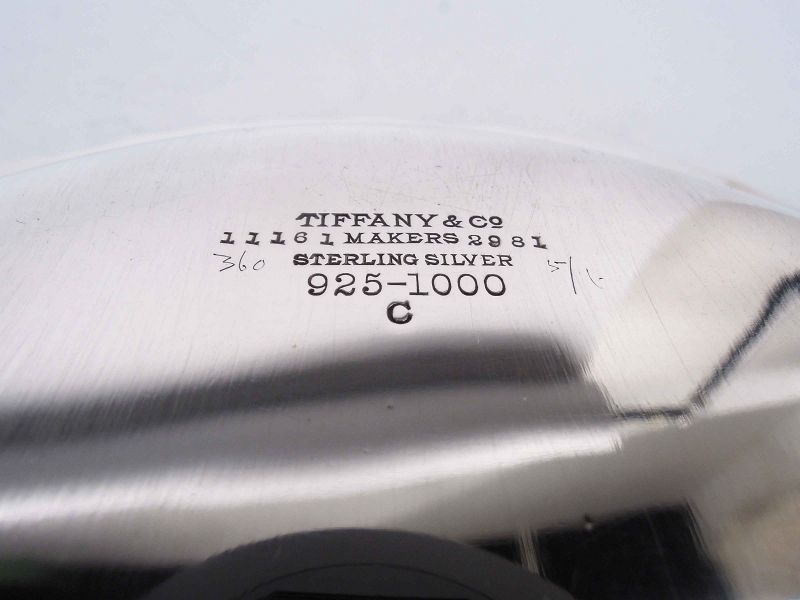 TIFFANY & Co
11161 MAKERS 2981
STERLING SILVER
360
925-1000
C